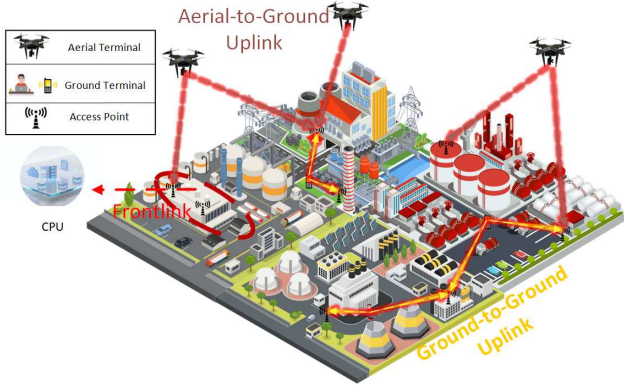 Aerial-to-Ground
Uplink
Aerial Terminal
Ground Terminal
Access Point
CPU
Frontlink
Ground-to-Ground
Uplink